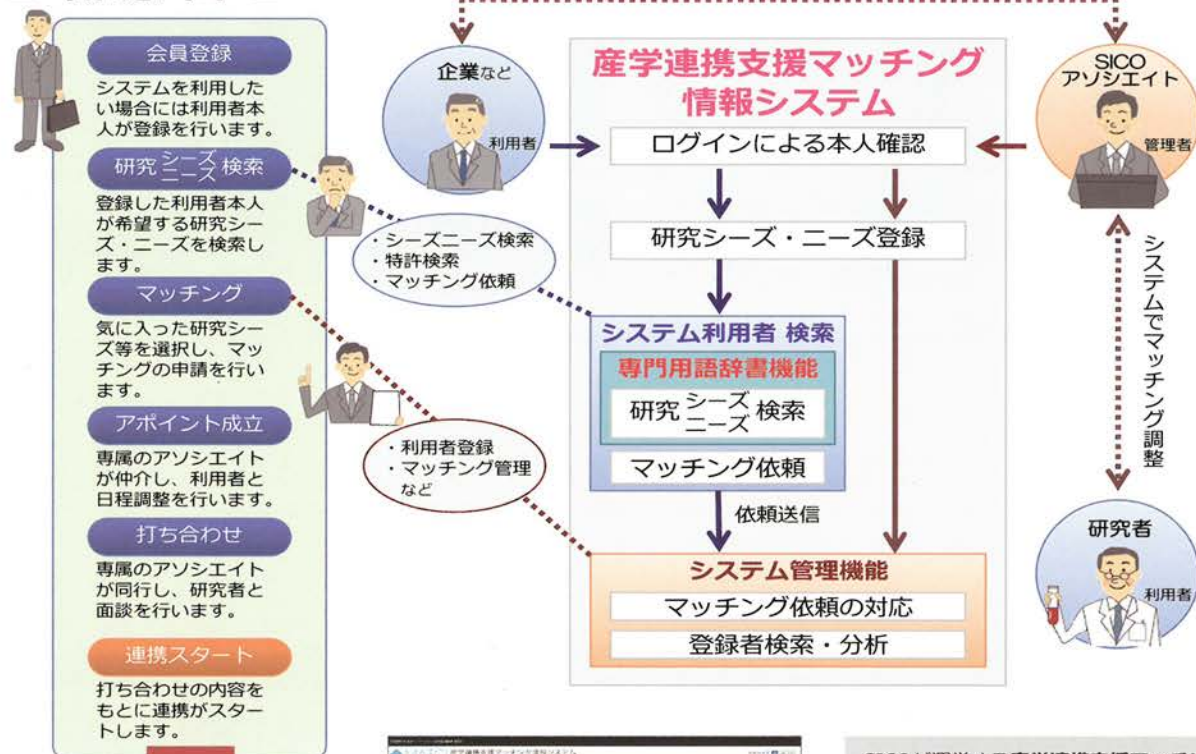 会員登録
システムを利用した
い場合には利用者本
人が登録を行います。
研究 シーズ ニーズ 検索
登録した利用者本人
が希望する研究シー
ズ・ニーズを検索し
ます。
マッチング
気に入った研究シー
ズ等を選択し、マッ
チングの申請を行い
ます。
アポイント成立
専属のアソシエイト
が仲介し、利用者と
日程調整を行います。
打ち合わせ
専属のアソシエイト
が同行し、研究者と
面談を行います。
連携スタート
打ち合わせの内容を
もとに連携がスター
トします。
企業など
利用者
・シーズニーズ検索
・特許検索
・マッチング依頼
・利用者登録
・マッチング管理
など
産学連携支援マッチング
情報システム
ログインによる本人確認
研究シーズ・ニーズ登録
システム利用者 検索
専門用語辞書機能
研究 シーズ ニーズ 検索
マッチング依頼
依頼送信
システム管理機能
マッチング依頼の対応
登録者検索・分析
SICO
アソシエイト
管理者
システムでマッチング調整
研究者
利用者
産学連携支援マッチング情報システム